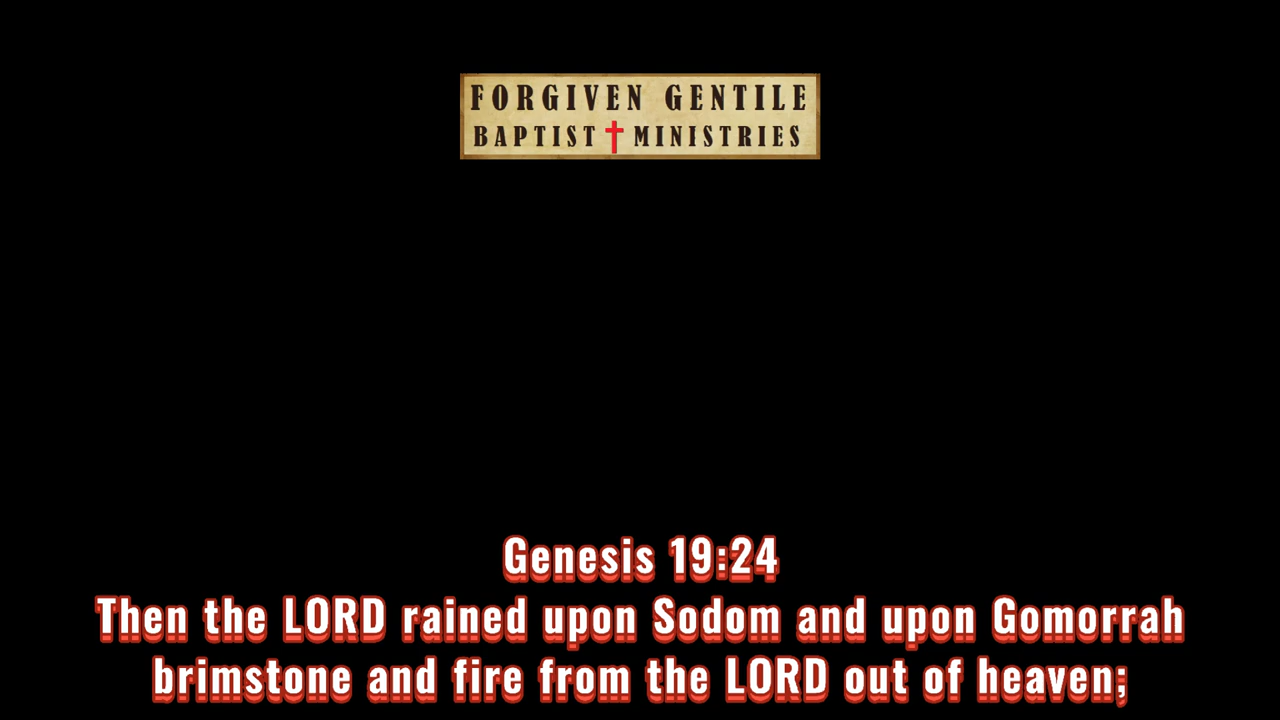 FORGIVEN GENTILE
BAPTIST MINISTRIES
Genesis 19:24
Then the LORD rained upon Sodom and upon Gomorrah
brimstone and fire from the LORD out of heaven;